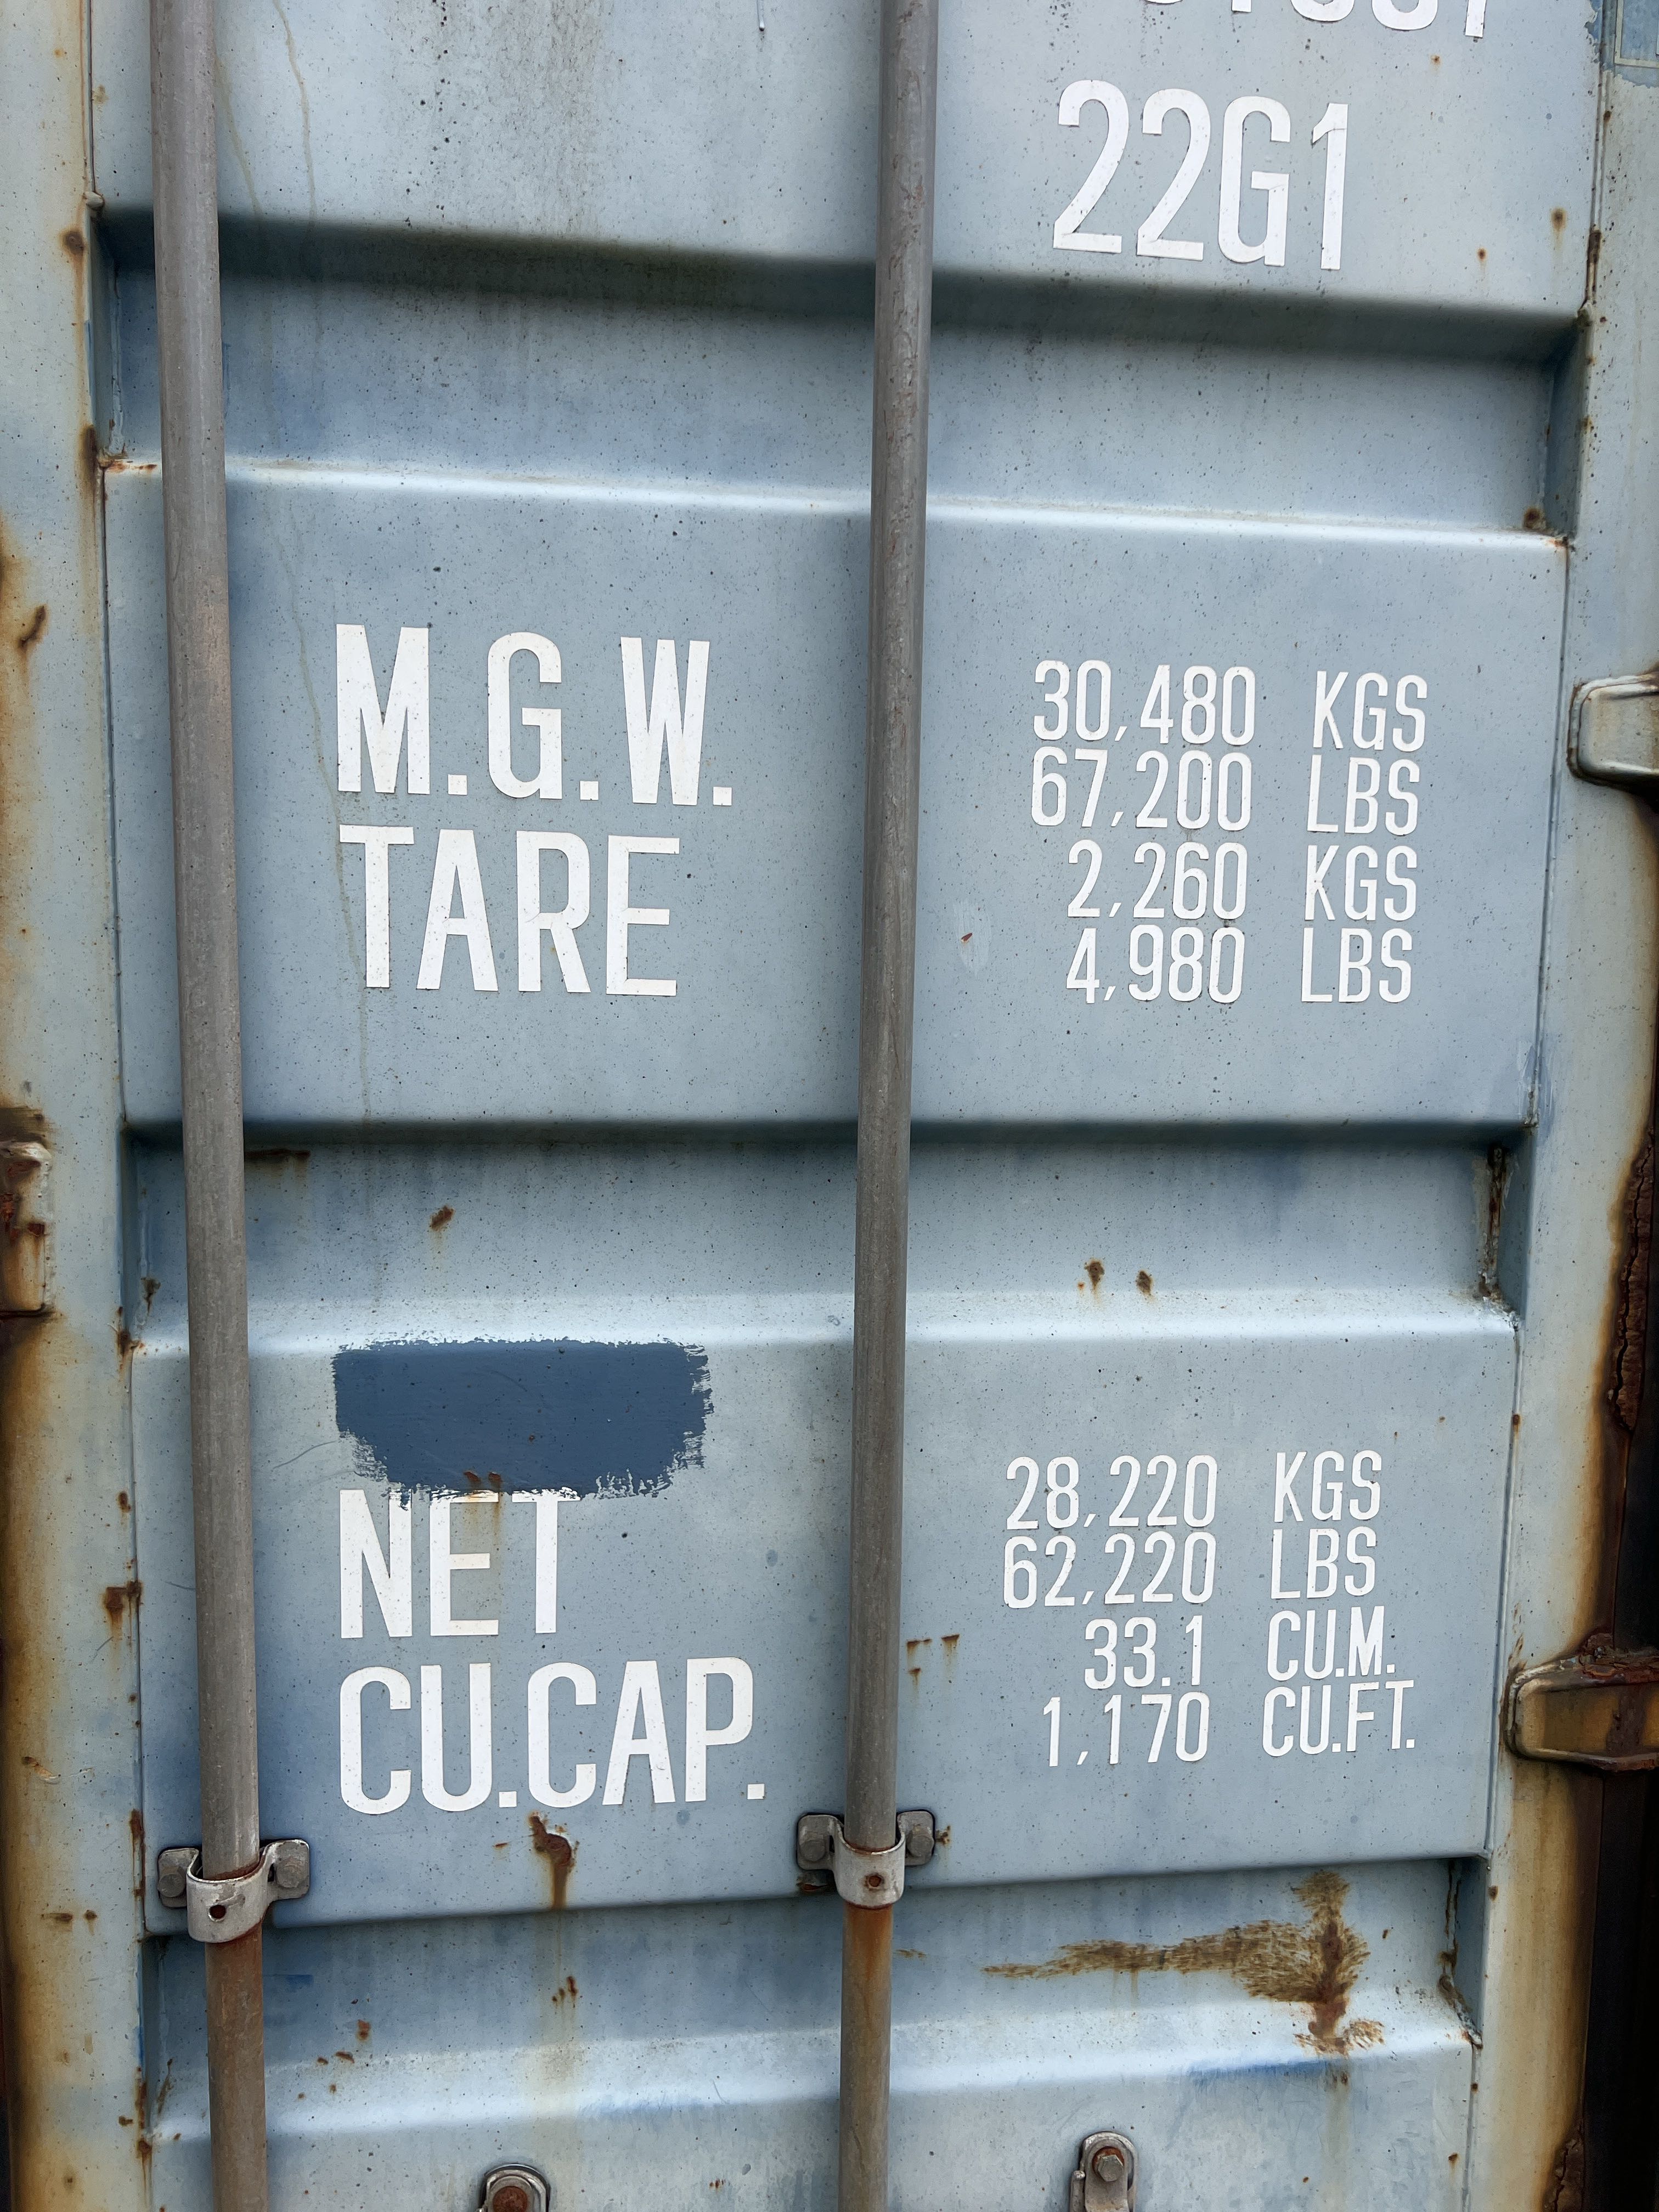 22G1
M.G.W. 30,480 KGS
67,200 LBS
TARE 2,260 KGS
4,980 LBS
NET 28,220 KGS
62,220 LBS
CU.CAP. 33.1 CU.M.
1,170 CU.FT.